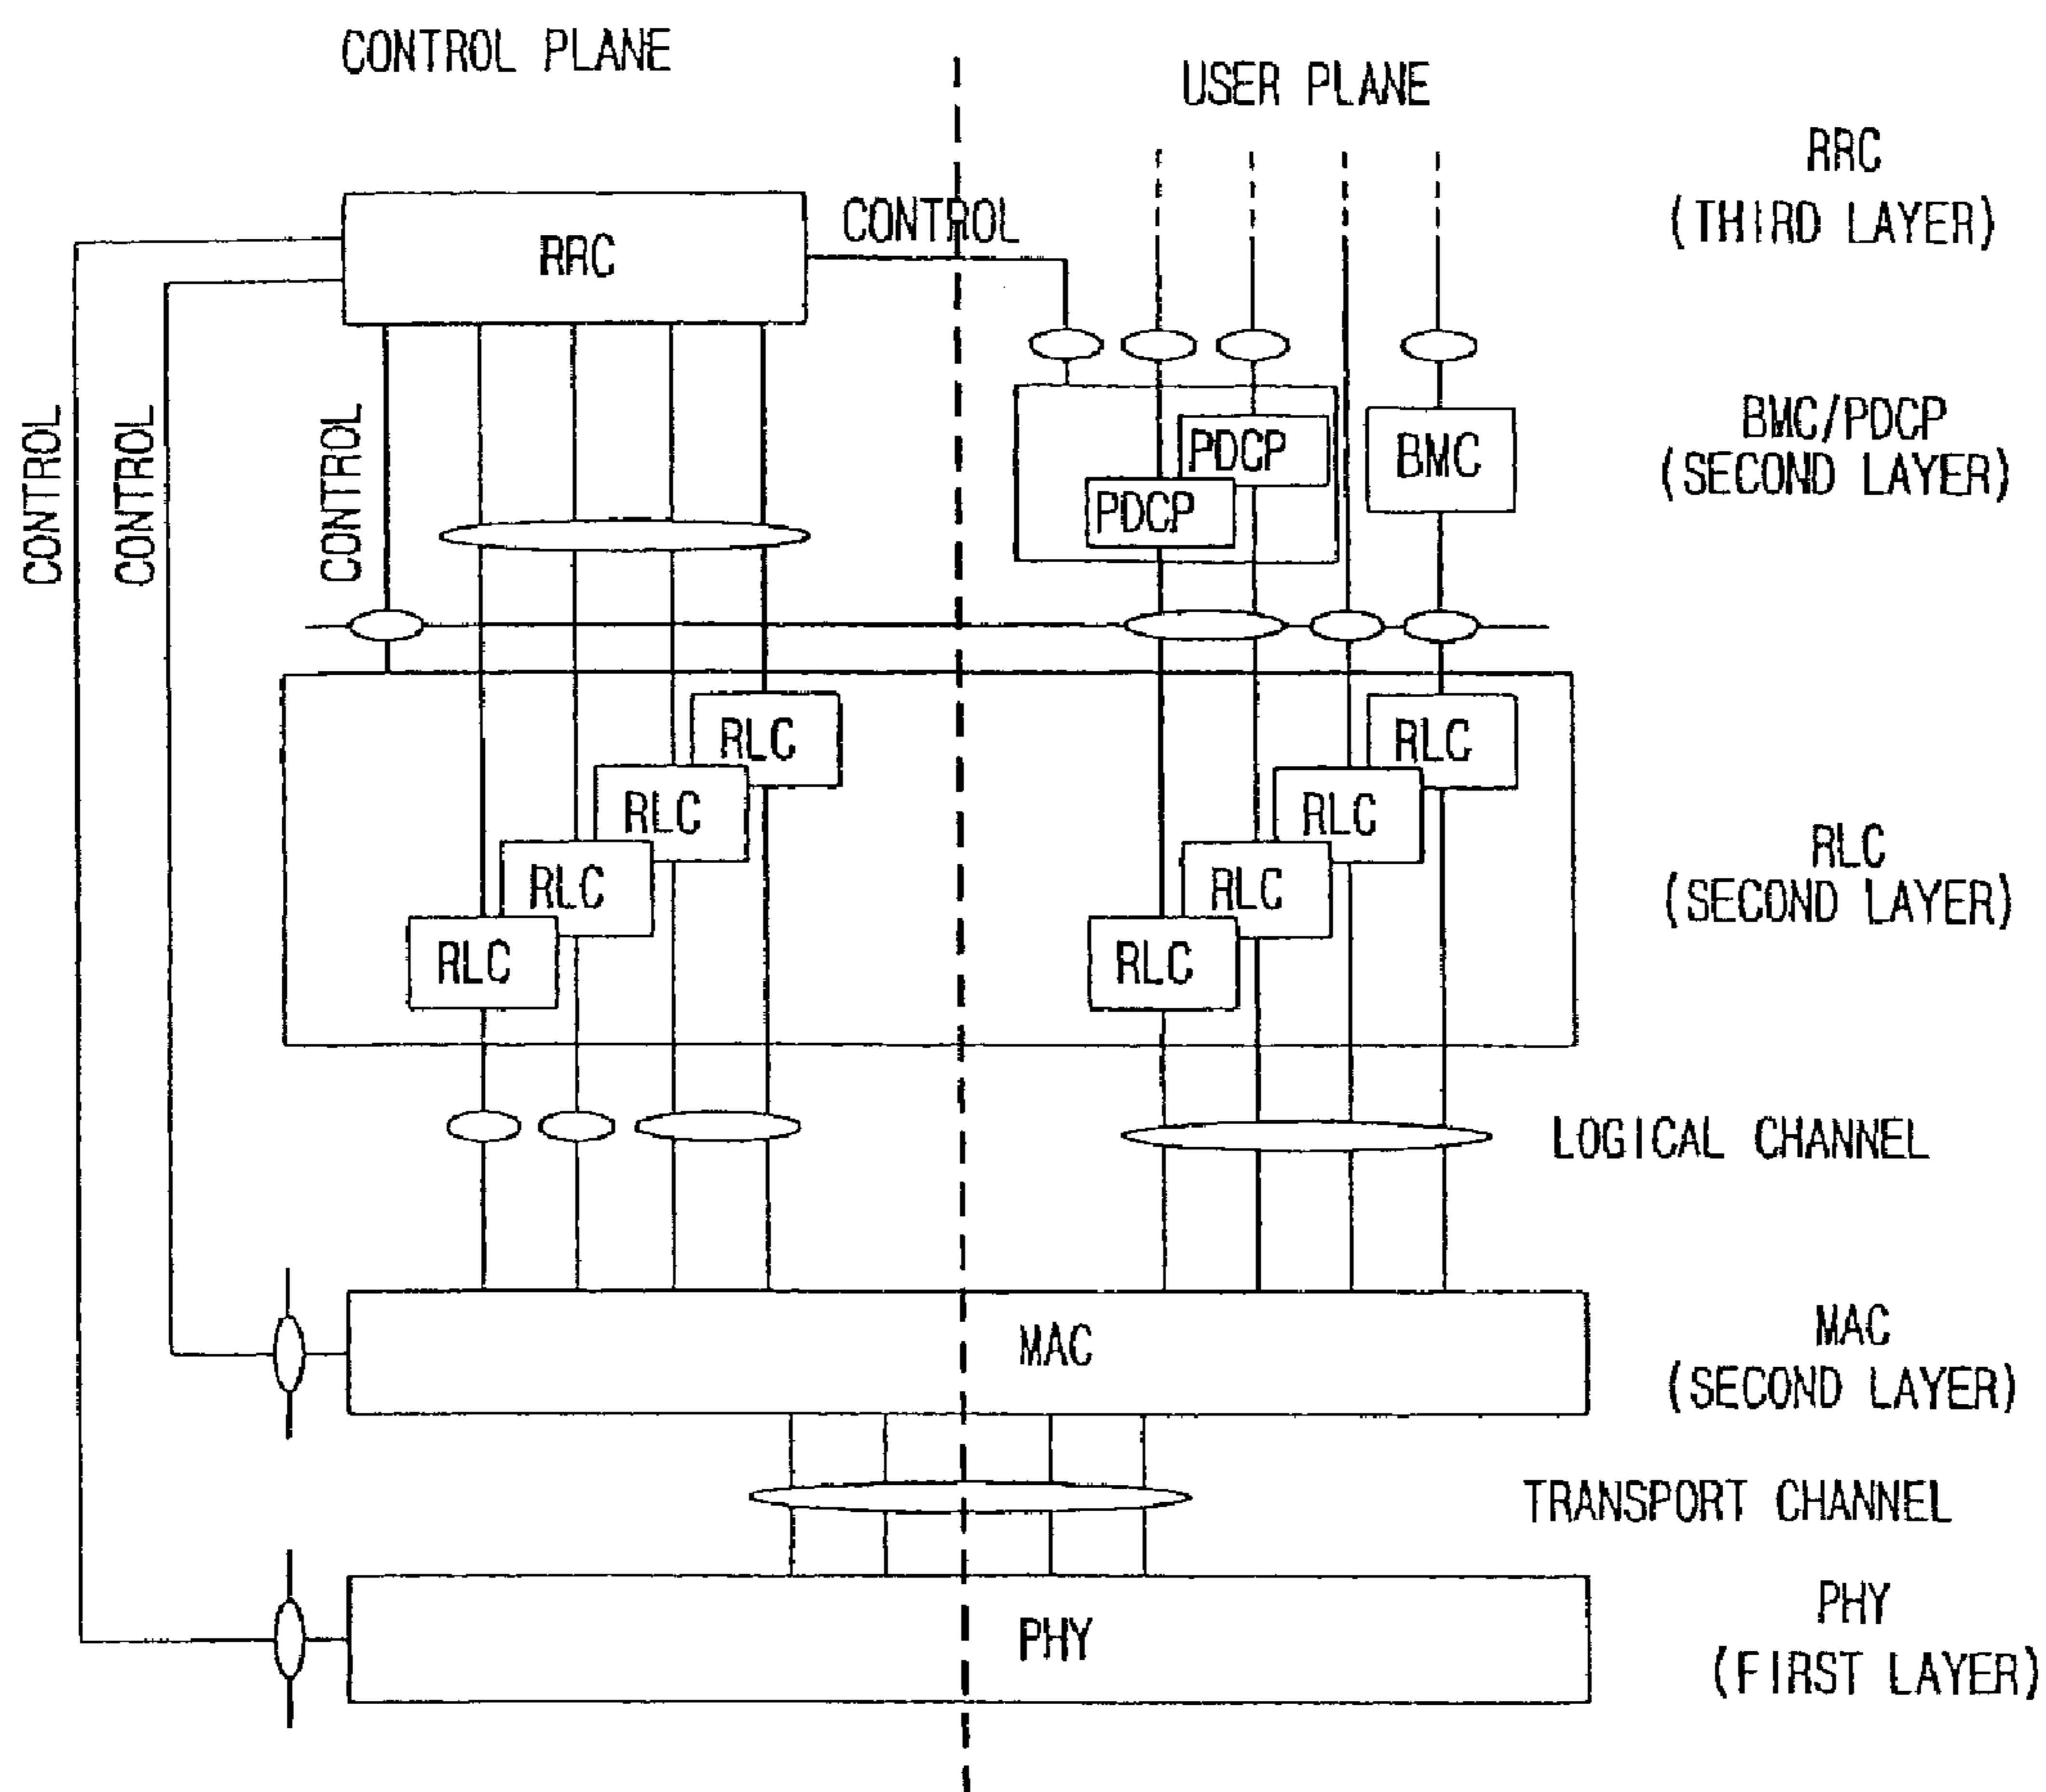 CONTROL PLANE
USER PLANE
RRC
(THIRD LAYER)
CONTROL
RRC
CONTROL
CONTROL
CONTROL
PDCP
PDCP
BMC
BMC/PDCP
(SECOND LAYER)
RLC
RLC
RLC
RLC
RLC
RLC
RLC
RLC
RLC
(SECOND LAYER)
LOGICAL CHANNEL
MAC
MAC
(SECOND LAYER)
TRANSPORT CHANNEL
PHY
PHY
(FIRST LAYER)